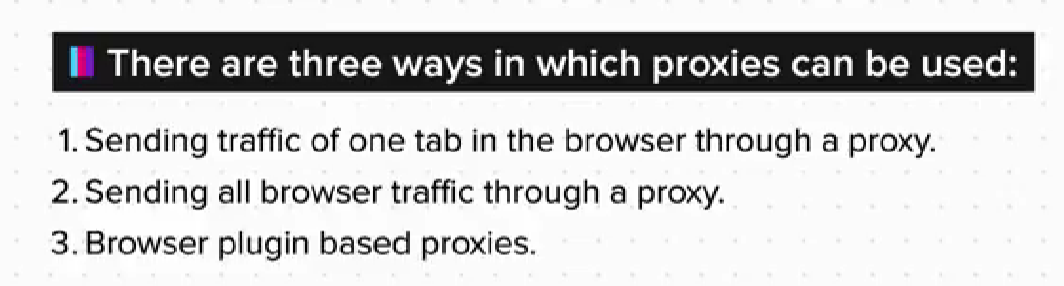 There are three ways in which proxies can be used:
1. Sending traffic of one tab in the browser through a proxy.
2. Sending all browser traffic through a proxy.
3. Browser plugin based proxies.